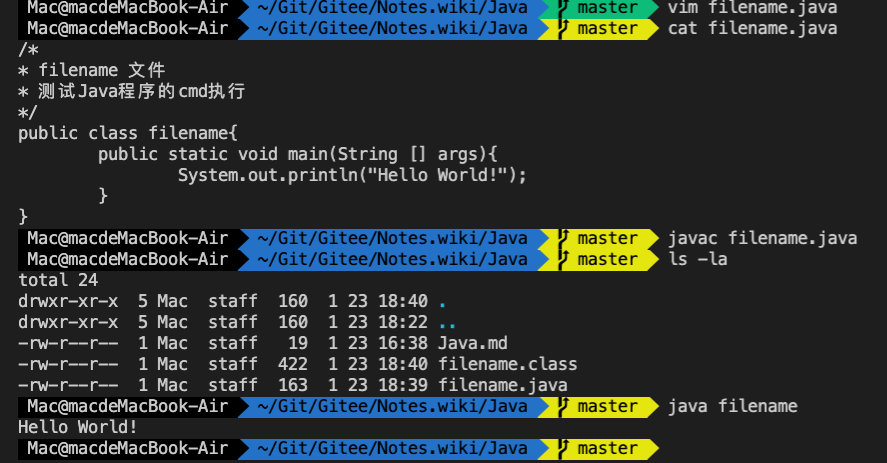 Mac@macdeMacBook-Air ~/Git/Gitee/Notes.wiki/Java master vim filename.java
Mac@macdeMacBook-Air ~/Git/Gitee/Notes.wiki/Java master cat filename.java
/*
* filename 文件
* 测试Java程序的cmd执行
*/
public class filename{
        public static void main(String [] args){
                System.out.println("Hello World!");
        }
}
Mac@macdeMacBook-Air ~/Git/Gitee/Notes.wiki/Java master javac filename.java
Mac@macdeMacBook-Air ~/Git/Gitee/Notes.wiki/Java master ls -la
total 24
drwxr-xr-x  5 Mac  staff  160  1 23 18:40 .
drwxr-xr-x  5 Mac  staff  160  1 23 18:22 ..
-rw-r--r--  1 Mac  staff   19  1 23 16:38 Java.md
-rw-r--r--  1 Mac  staff  422  1 23 18:40 filename.class
-rw-r--r--  1 Mac  staff  163  1 23 18:39 filename.java
Mac@macdeMacBook-Air ~/Git/Gitee/Notes.wiki/Java master java filename
Hello World!
Mac@macdeMacBook-Air ~/Git/Gitee/Notes.wiki/Java master